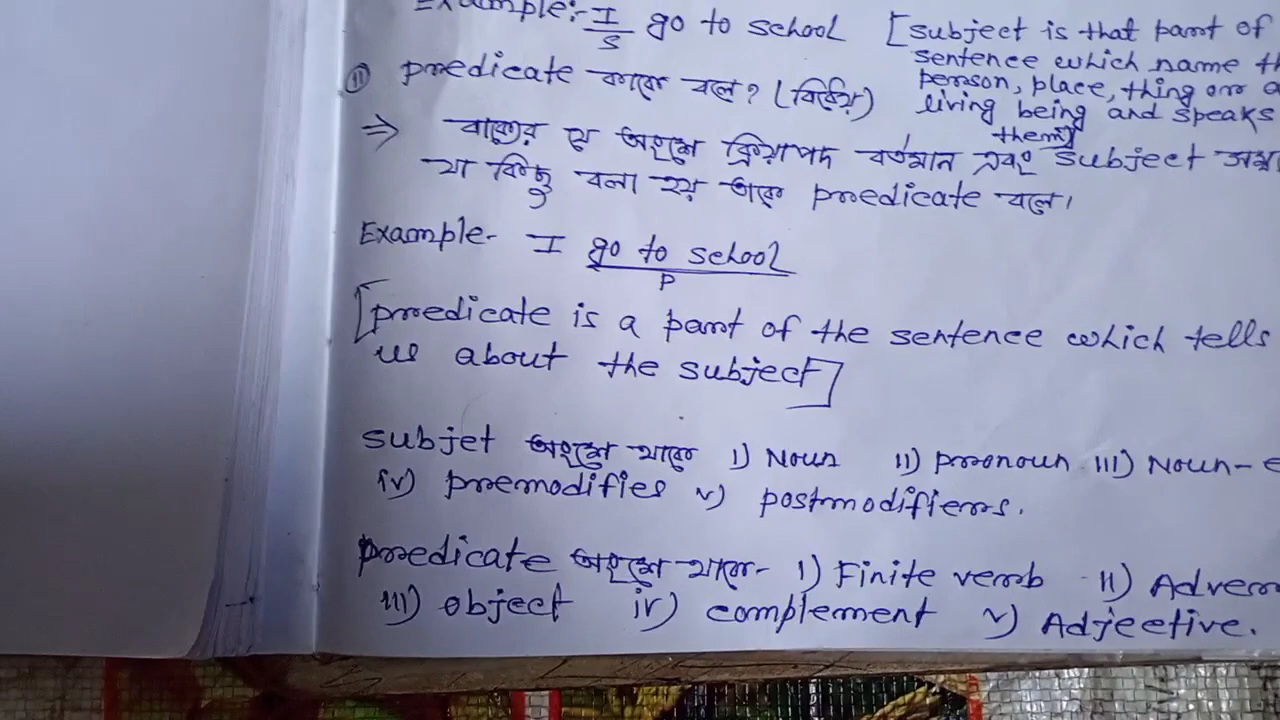 Example:- I go to school [subject is that part of
S
sentence which name th
person, place, thing or a
living being and speaks
them]
ii) predicate কাকে বলে? (বিধেয়)
⇒ বাক্যের যে অংশে ক্রিয়াপদ বর্তমান এবং subject সম্ব
যা কিছু বলা হয় তাকে predicate বলে।
Example- I go to school
P
[predicate is a part of the sentence which tells
us about the subject]
subjet অংশে থাকে i) Noun ii) pronoun iii) Noun-e
iv) premodifies v) postmodifiers.
predicate অংশে থাকে- i) Finite verb ii) Adver
iii) object iv) complement v) Adjective.